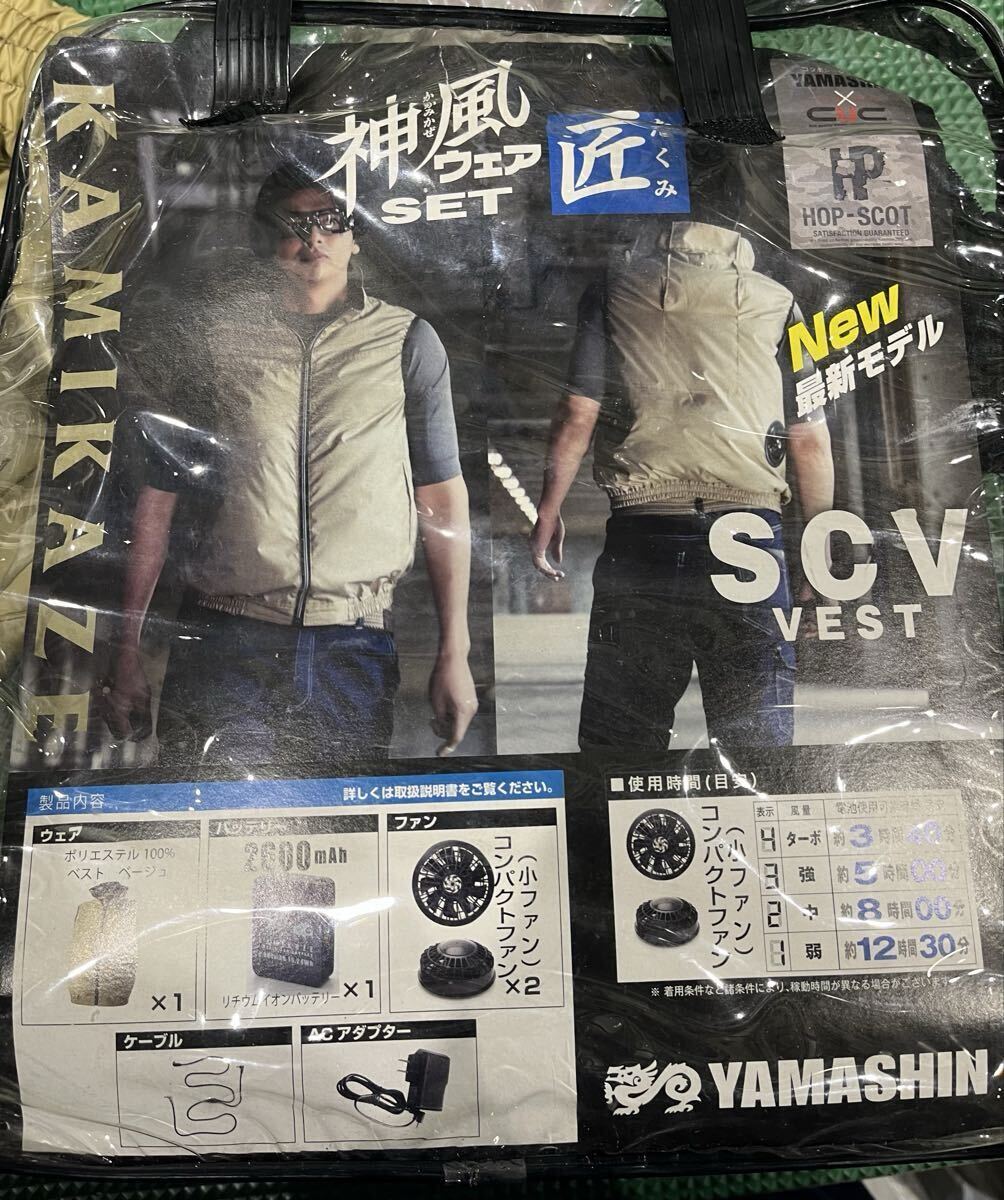 KAMIKAZE
かみかぜ
神風
ウェア
SET
匠
たくみ
YAMASHIN
×
HOP-SCOT
SATISFACTION GUARANTEED
New
最新モデル
SCV
VEST
製品内容
詳しくは取扱説明書をご覧ください。
ウェア
ポリエステル 100%
ベスト ベージュ
×1
バッテリー
2600mAh
リチウムイオンバッテリー
×1
ファン
(小ファン)
コンパクトファン
×2
ケーブル
ACアダプター
■使用時間(目安)
(小ファン)
コンパクトファン
表示 風量
4 ターボ 約3時間40分
3 強 約5時間00分
2 中 約8時間00分
1 弱 約12時間30分
※ 着用条件など諸条件により、稼動時間が異なる場合がございます
YAMASHIN